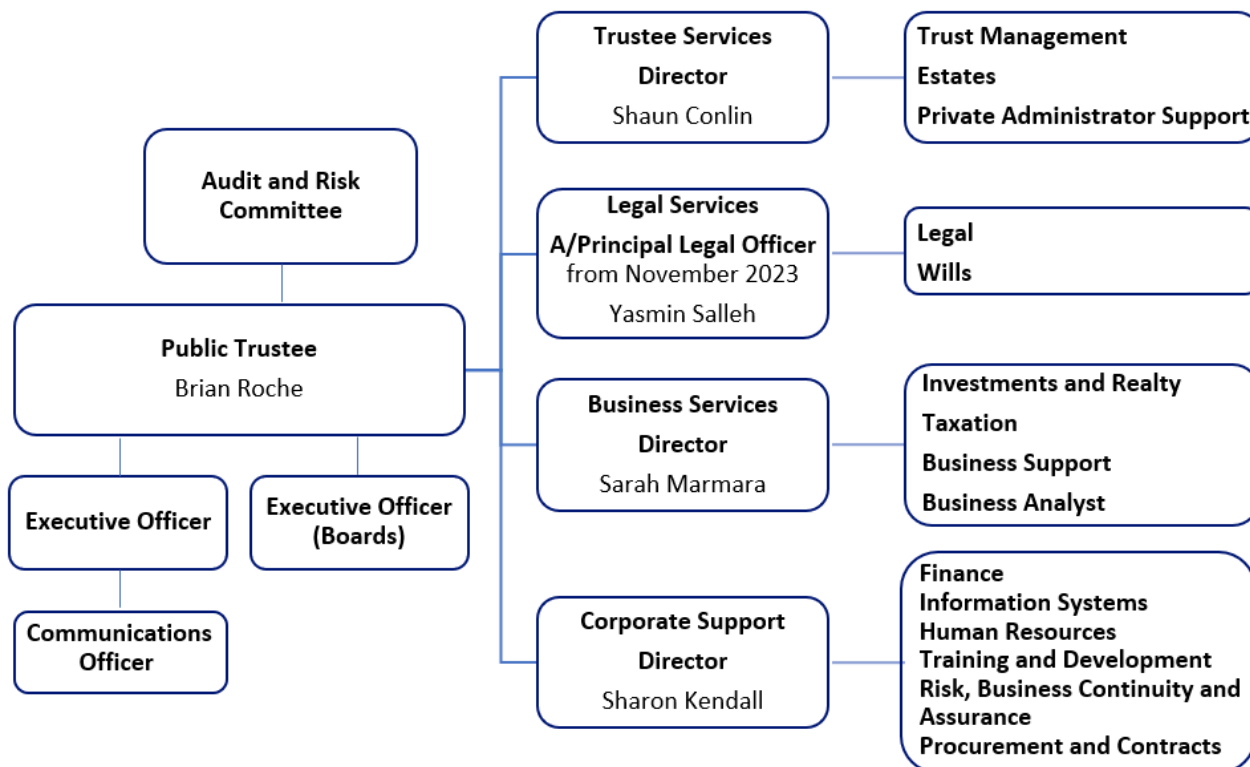 Audit and Risk
Committee
Public Trustee
Brian Roche
Executive Officer
Executive Officer
(Boards)
Communications
Officer
Trustee Services
Director
Shaun Conlin
Trust Management
Estates
Private Administrator Support
Legal Services
A/Principal Legal Officer
from November 2023
Yasmin Salleh
Legal
Wills
Business Services
Director
Sarah Marmara
Investments and Realty
Taxation
Business Support
Business Analyst
Corporate Support
Director
Sharon Kendall
Finance
Information Systems
Human Resources
Training and Development
Risk, Business Continuity and
Assurance
Procurement and Contracts